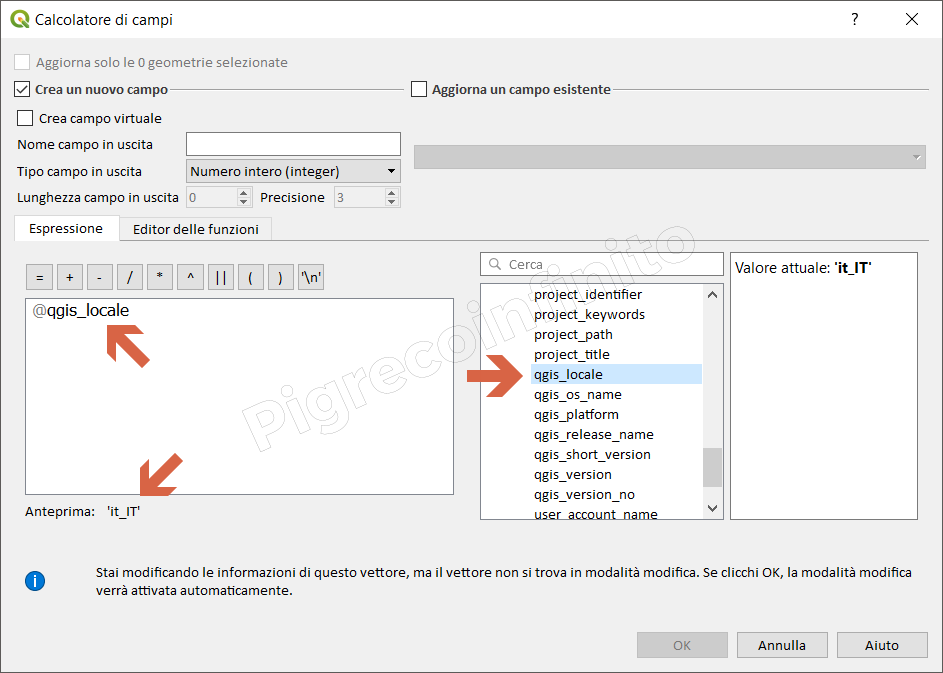 Calcolatore di campi
?
Aggiorna solo le 0 geometrie selezionate
Crea un nuovo campo
Aggiorna un campo esistente
Crea campo virtuale
Nome campo in uscita
Tipo campo in uscita Numero intero (integer)
Lunghezza campo in uscita 0 Precisione 3
Espressione Editor delle funzioni
= + - / * ^ || ( ) '\n'
@qgis_locale
Anteprima: 'it_IT'
Cerca
project_identifier
project_keywords
project_path
project_title
qgis_locale
qgis_os_name
qgis_platform
qgis_release_name
qgis_short_version
qgis_version
qgis_version_no
user_account_name
Valore attuale: 'it_IT'
Pigrecoinfinito
i
Stai modificando le informazioni di questo vettore, ma il vettore non si trova in modalità modifica. Se clicchi OK, la modalità modifica
verrà attivata automaticamente.
OK Annulla Aiuto